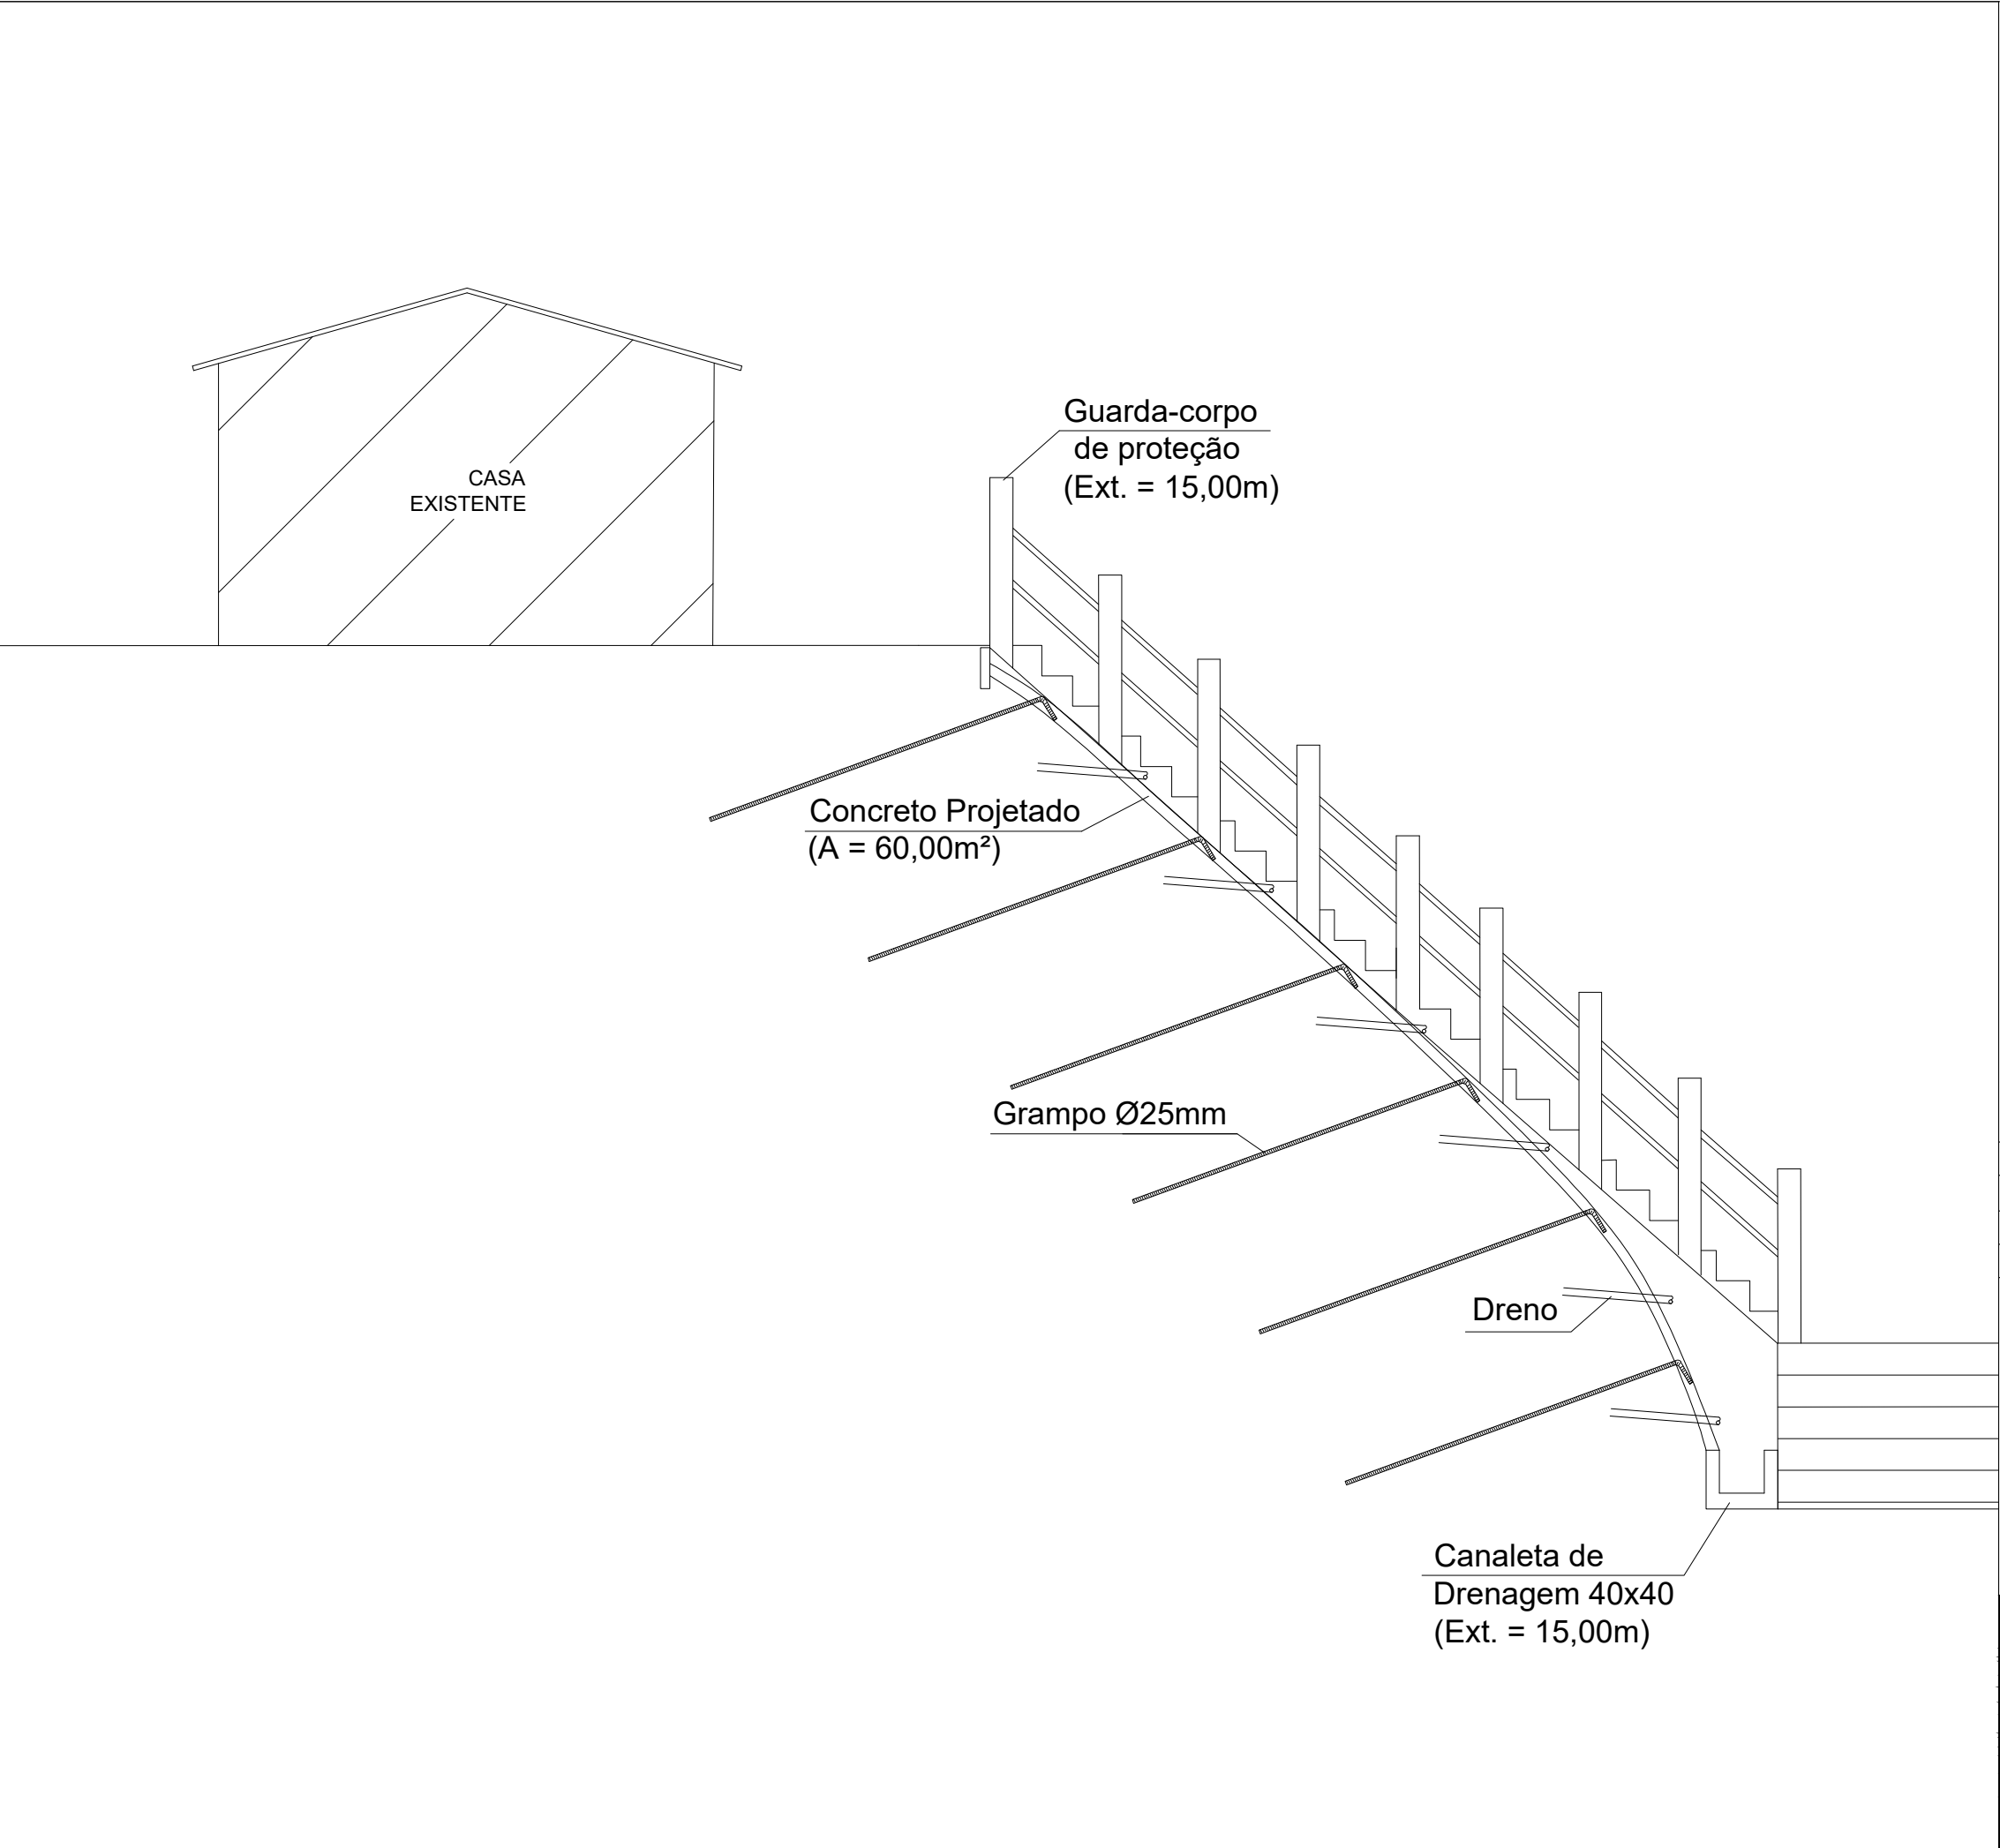 Guarda-corpo
de proteção
(Ext. = 15,00m)
CASA
EXISTENTE
Concreto Projetado
(A = 60,00m²)
Grampo Ø25mm
Dreno
Canaleta de
Drenagem 40x40
(Ext. = 15,00m)